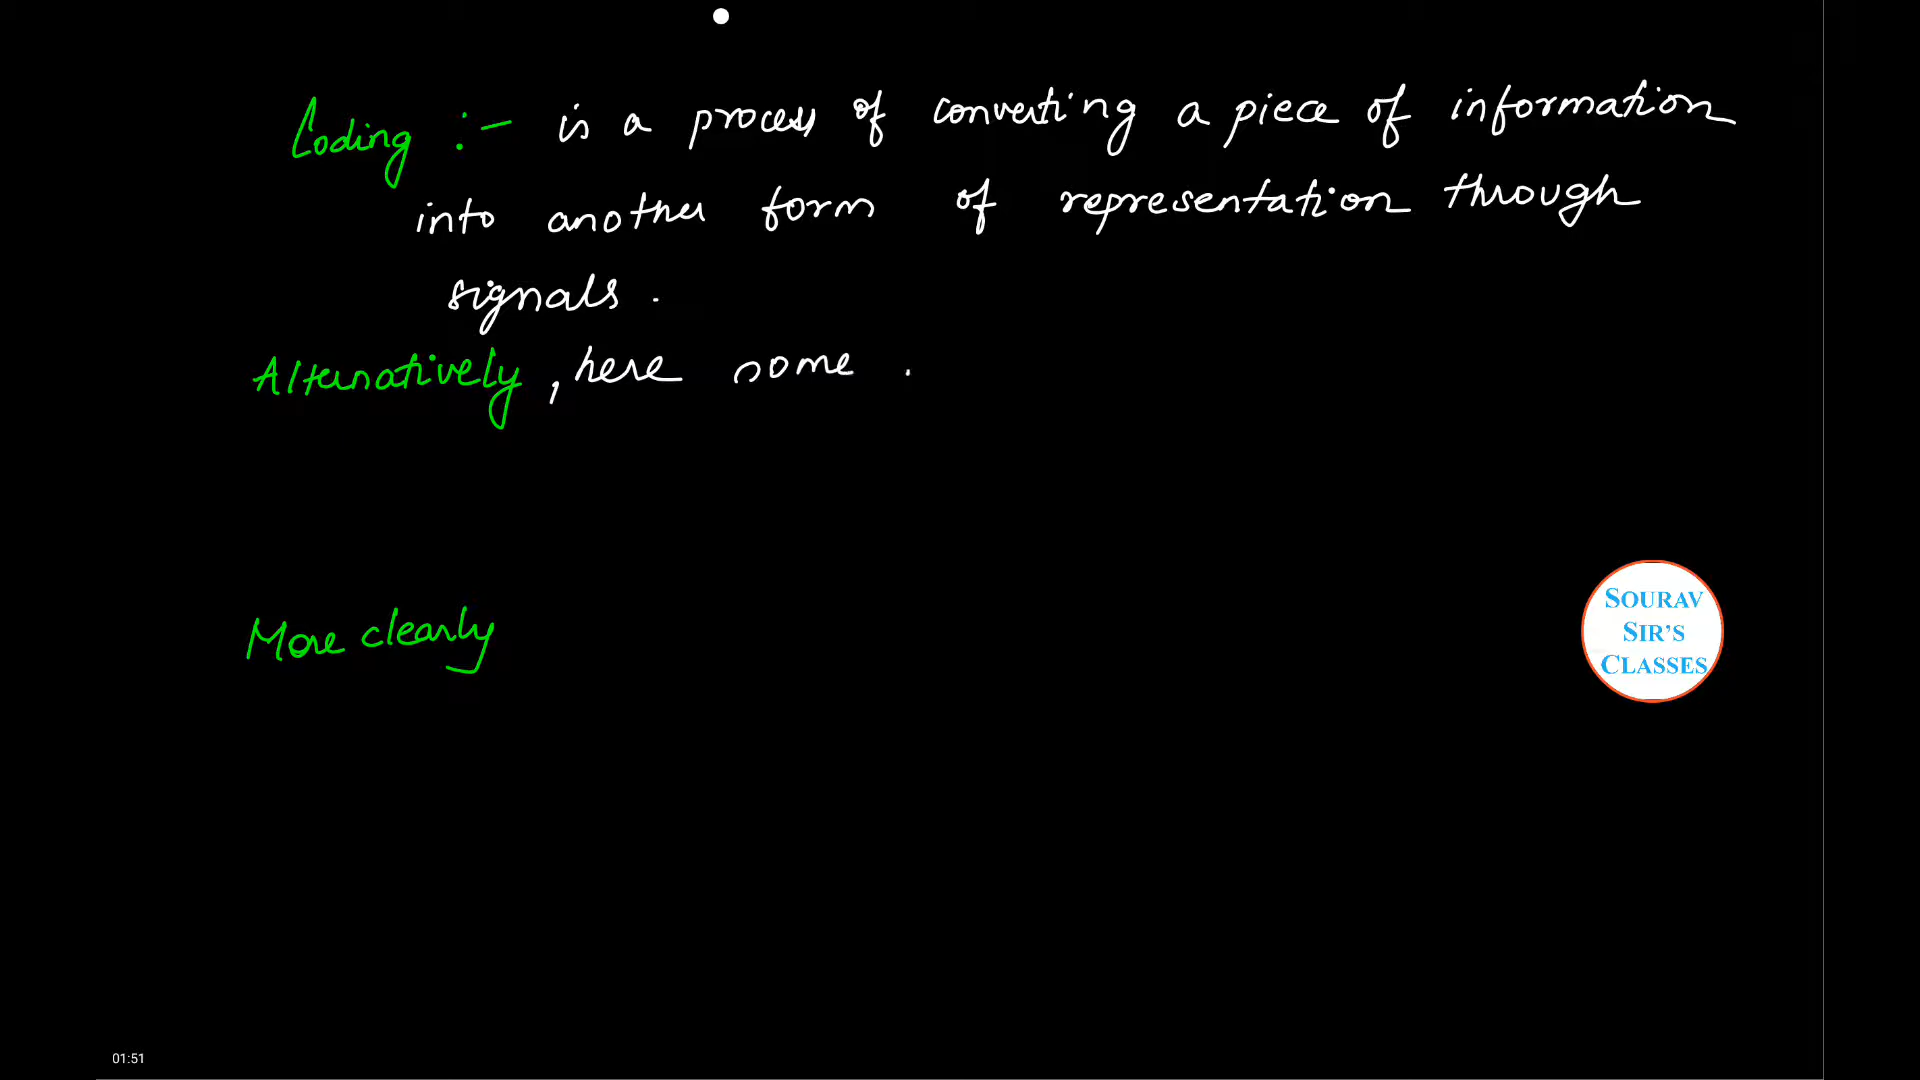 Coding :- is a process of converting a piece of information
into another form of representation through
signals.
Alternatively, here some .
More clearly
SOURAV
SIR'S
CLASSES
01:51